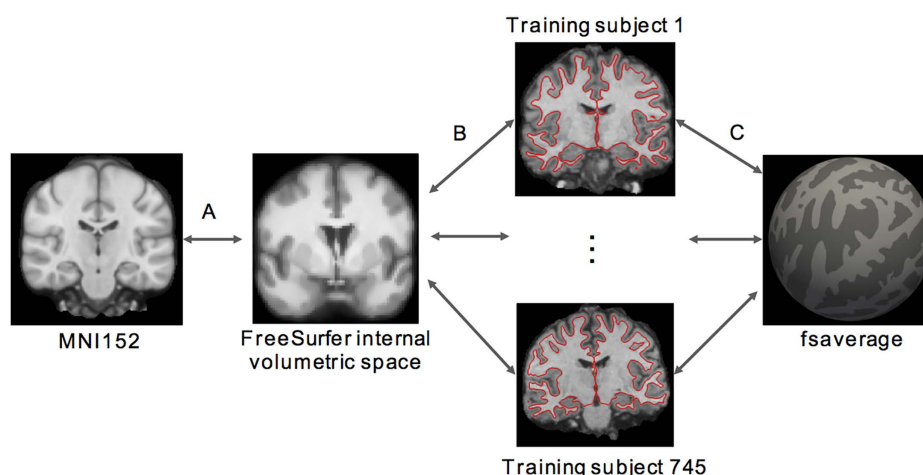 Training subject 1
B
C
A
MNI152
FreeSurfer internal
volumetric space
fsaverage
Training subject 745